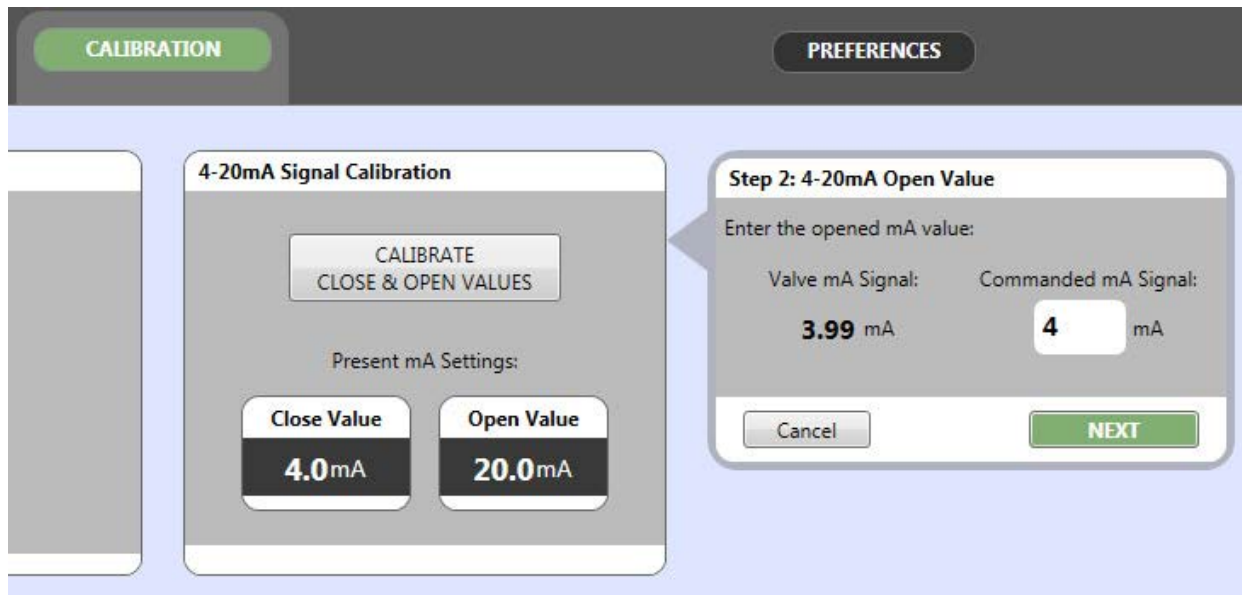 CALIBRATION
PREFERENCES
4-20mA Signal Calibration
CALIBRATE
CLOSE & OPEN VALUES
Present mA Settings:
Close Value
Open Value
4.0mA
20.0mA
Step 2: 4-20mA Open Value
Enter the opened mA value:
Valve mA Signal:
Commanded mA Signal:
3.99 mA
4 mA
Cancel
NEXT